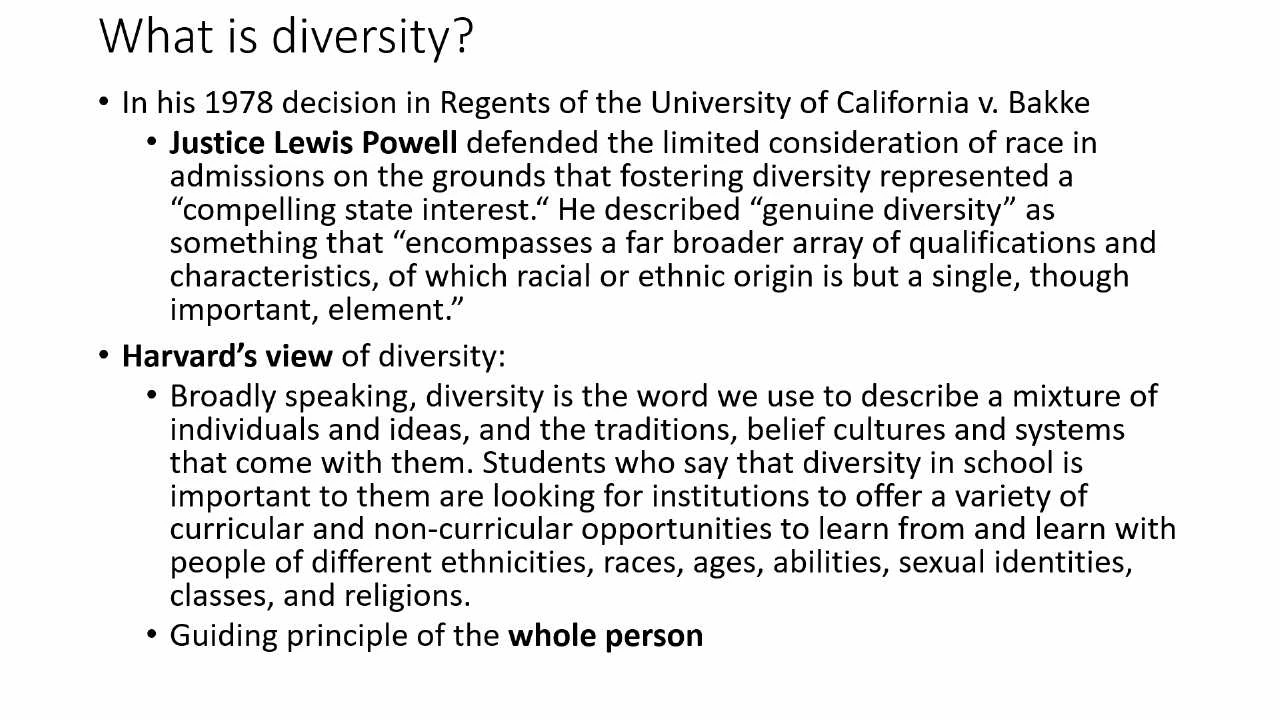 What is diversity?
• In his 1978 decision in Regents of the University of California v. Bakke
• Justice Lewis Powell defended the limited consideration of race in
admissions on the grounds that fostering diversity represented a
“compelling state interest.“ He described “genuine diversity” as
something that “encompasses a far broader array of qualifications and
characteristics, of which racial or ethnic origin is but a single, though
important, element.”
• Harvard’s view of diversity:
• Broadly speaking, diversity is the word we use to describe a mixture of
individuals and ideas, and the traditions, belief cultures and systems
that come with them. Students who say that diversity in school is
important to them are looking for institutions to offer a variety of
curricular and non-curricular opportunities to learn from and learn with
people of different ethnicities, races, ages, abilities, sexual identities,
classes, and religions.
• Guiding principle of the whole person